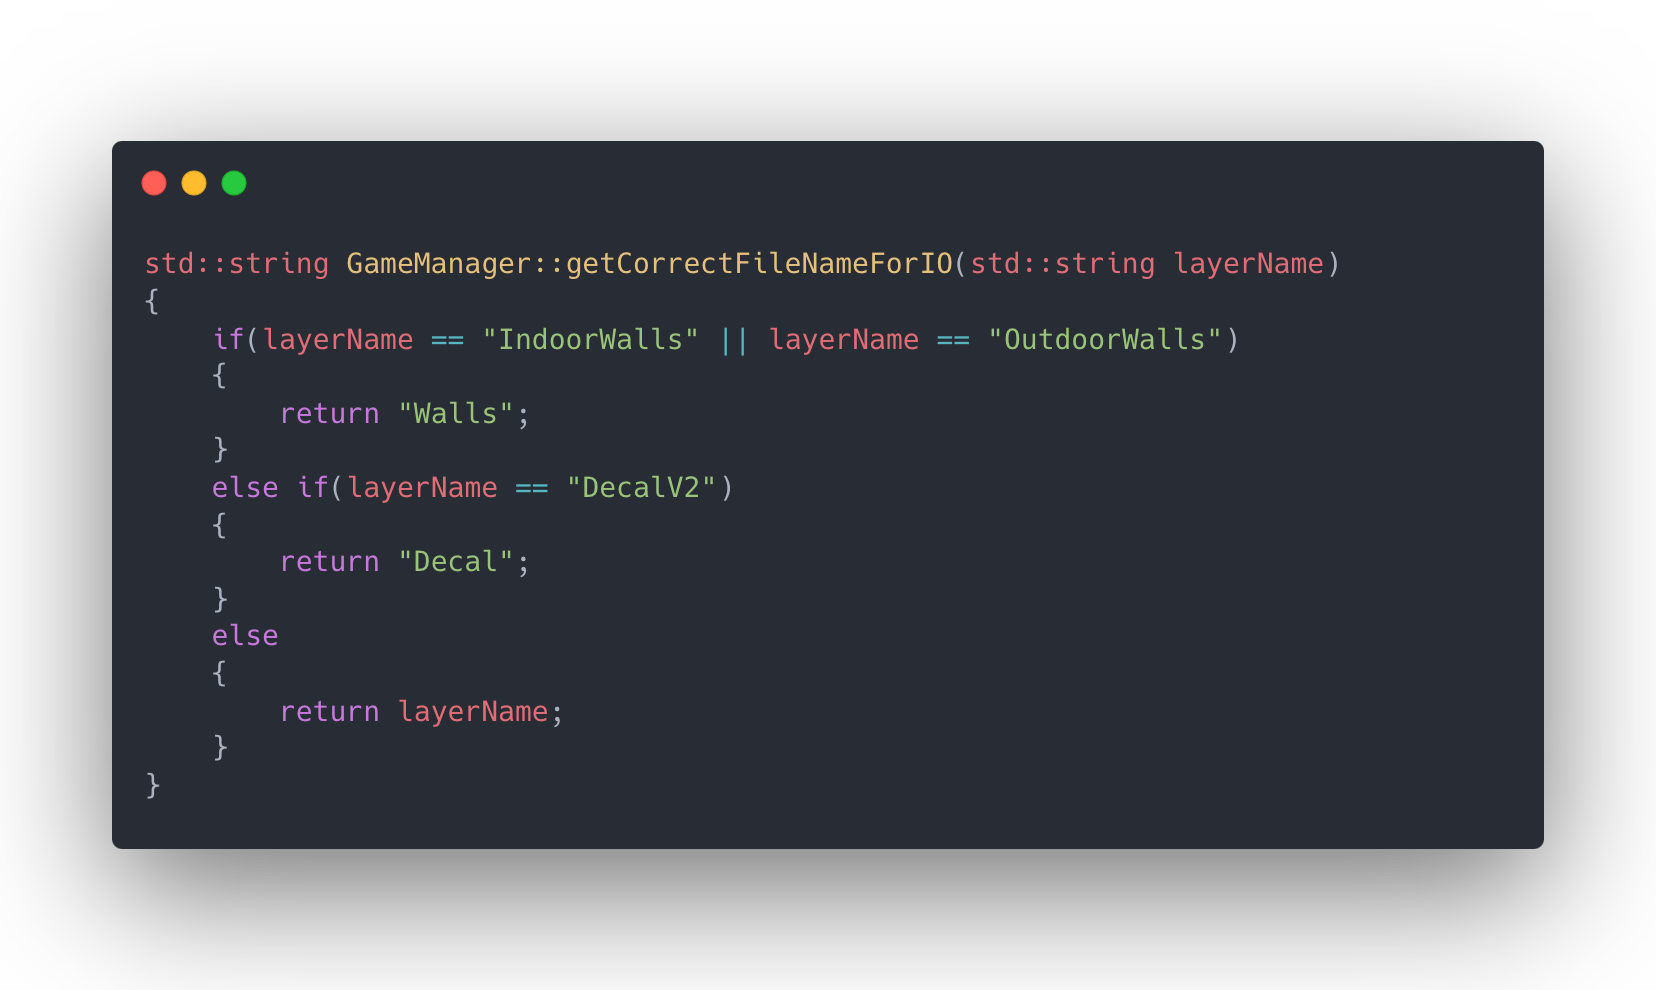 std::string GameManager::getCorrectFileNameForIO(std::string layerName)
{
    if(layerName == "IndoorWalls" || layerName == "OutdoorWalls")
    {
        return "Walls";
    }
    else if(layerName == "DecalV2")
    {
        return "Decal";
    }
    else
    {
        return layerName;
    }
}